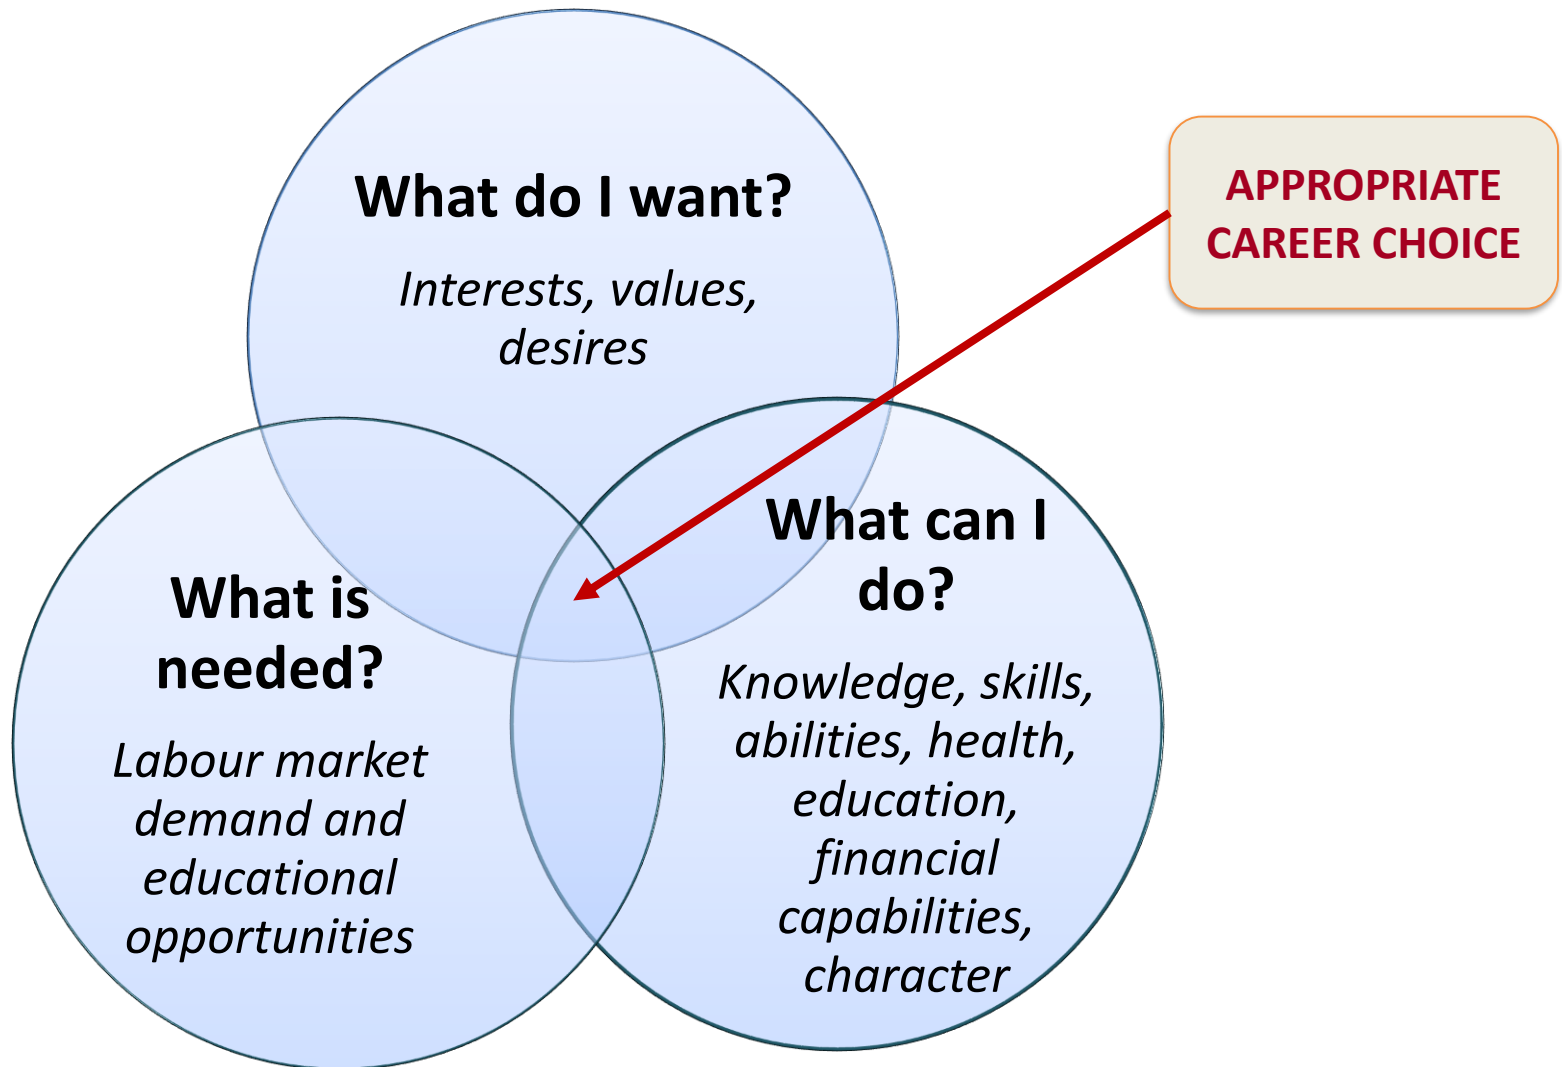 What do I want?
Interests, values,
desires
APPROPRIATE
CAREER CHOICE
What is
needed?
Labour market
demand and
educational
opportunities
What can I
do?
Knowledge, skills,
abilities, health,
education,
financial
capabilities,
character